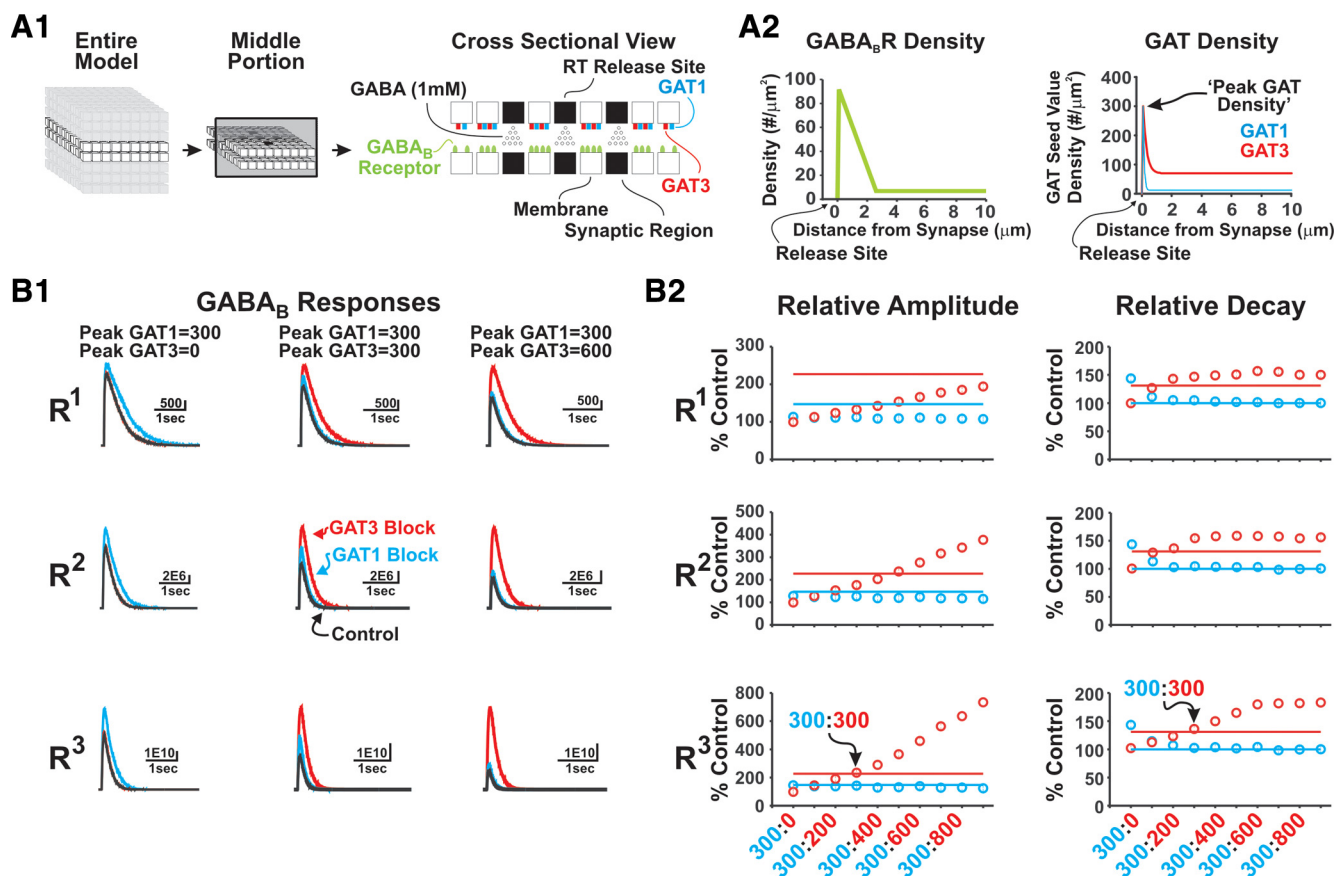 A1
Entire
Model
Middle
Portion
Cross Sectional View
RT Release Site
GABA (1mM)
GAT1
GABAB
Receptor
GAT3
Membrane
Synaptic Region
A2
GABABR Density
Density (#/μm²)
100
80
60
40
20
0
0 2 4 6 8 10
Distance from Synapse (μm)
Release Site
GAT Density
GAT Seed Value
Density (#/μm²)
400
300
200
100
0
'Peak GAT
Density'
GAT1
GAT3
0 2 4 6 8 10
Distance from Synapse (μm)
Release Site
B1
GABAB Responses
Peak GAT1=300
Peak GAT3=0
Peak GAT1=300
Peak GAT3=300
Peak GAT1=300
Peak GAT3=600
R1
500
1sec
500
1sec
500
1sec
R2
2E6
1sec
GAT3 Block
GAT1 Block
Control
2E6
1sec
2E6
1sec
R3
1E10
1sec
1E10
1sec
1E10
1sec
B2
Relative Amplitude
Relative Decay
R1
% Control
300
200
100
0
% Control
200
150
100
50
0
R2
% Control
500
400
300
200
100
0
% Control
200
150
100
50
0
R3
% Control
800
600
400
200
0
300:300
300:0
300:200
300:400
300:600
300:800
% Control
200
150
100
50
0
300:300
300:0
300:200
300:400
300:600
300:800